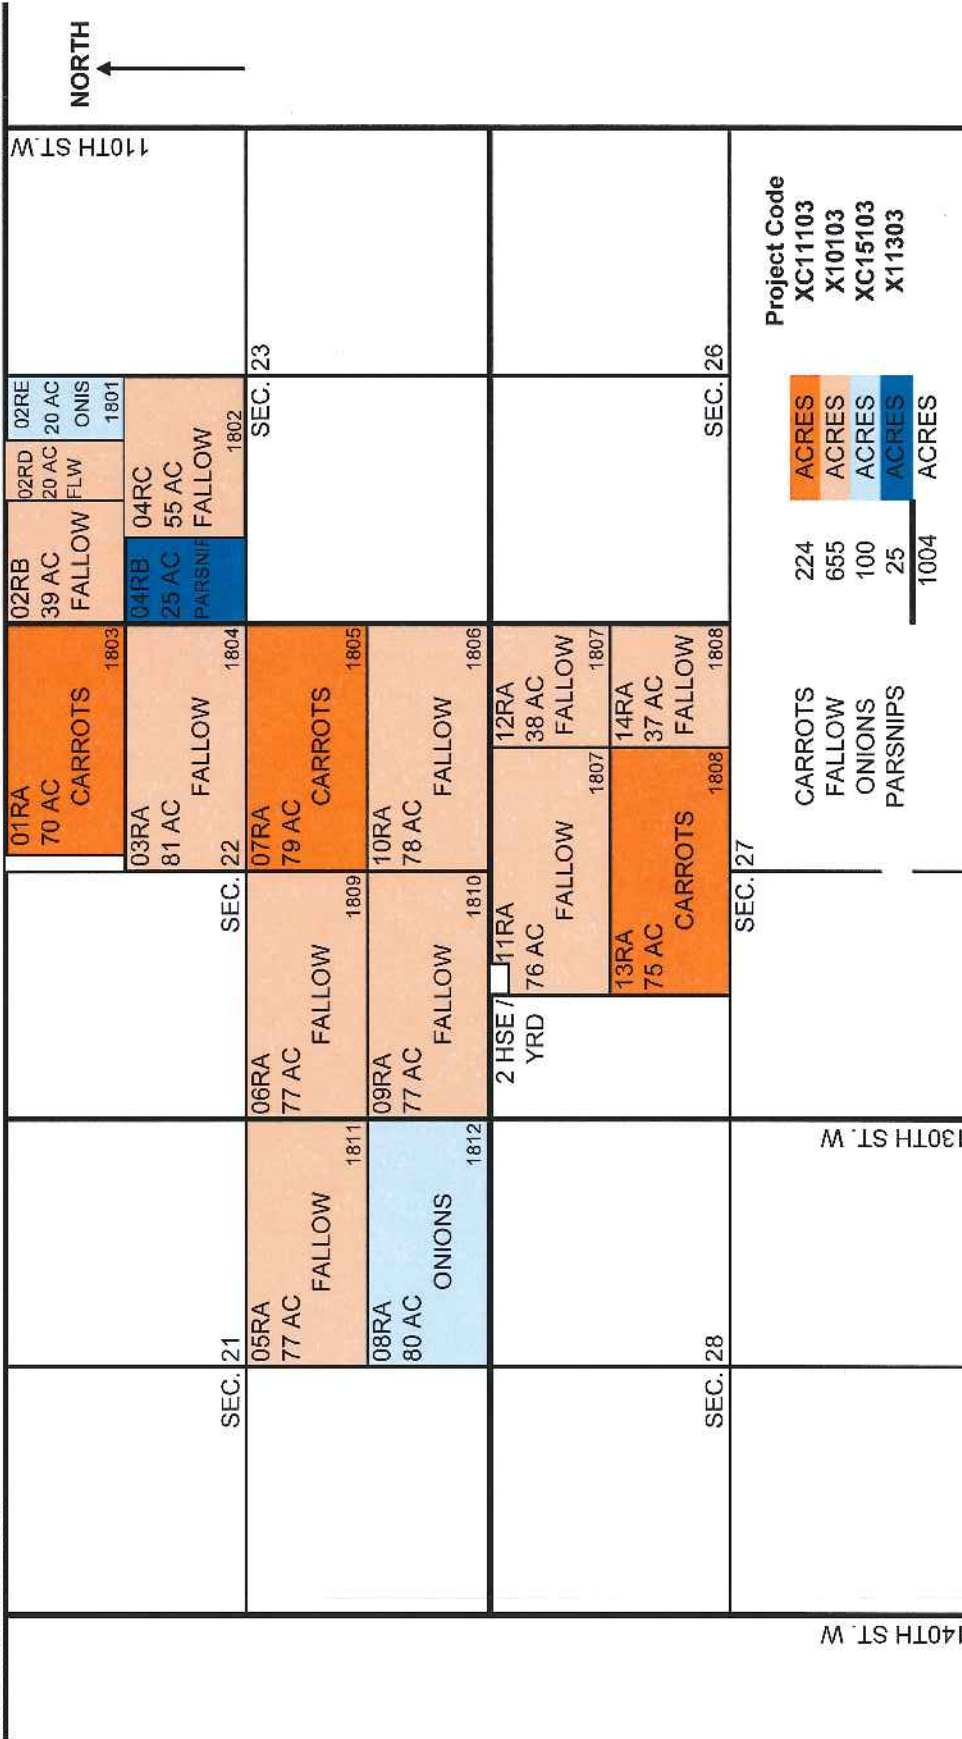 NORTH
110TH ST.W
02RE
20 AC
ONIS
1801
02RD
20 AC
FLW
02RB
39 AC
FALLOW
04RC
55 AC
FALLOW
1802
04RB
25 AC
01RA
70 AC
CARROTS
1803
03RA
81 AC
FALLOW
1804
SEC. 22
SEC. 23
07RA
79 AC
CARROTS
1805
10RA
78 AC
FALLOW
1806
06RA
77 AC
FALLOW
1809
09RA
77 AC
FALLOW
1810
SEC. 21
05RA
77 AC
FALLOW
1811
08RA
80 AC
ONIONS
1812
12RA
38 AC
FALLOW
1807
14RA
37 AC
FALLOW
1808
11RA
76 AC
FALLOW
1807
13RA
75 AC
CARROTS
1808
2 HSE /
YRD
SEC. 26
SEC. 27
SEC. 28
130TH ST. W
140TH ST. W
Project Code
CARROTS 224 ACRES XC11103
FALLOW 655 ACRES X10103
ONIONS 100 ACRES XC15103
PARSNIPS 25 ACRES X11303
1004 ACRES